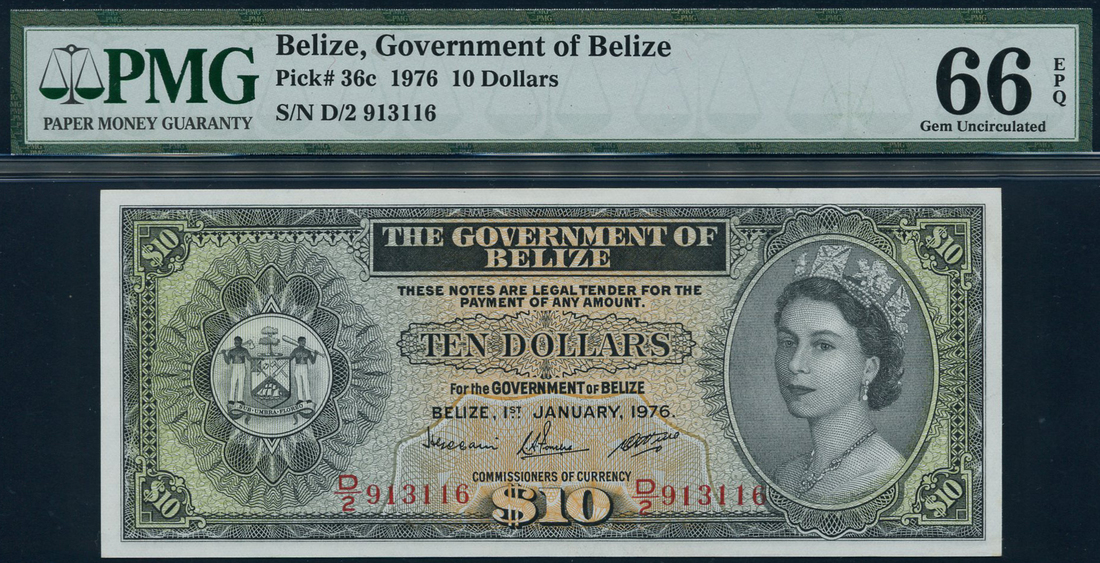 PMG
PAPER MONEY GUARANTY
Belize, Government of Belize
Pick# 36c 1976 10 Dollars
S/N D/2 913116
66
EPQ
Gem Uncirculated
$10
$10
THE GOVERNMENT OF
BELIZE
THESE NOTES ARE LEGAL TENDER FOR THE
PAYMENT OF ANY AMOUNT.
TEN DOLLARS
For the GOVERNMENT OF BELIZE
BELIZE, 1ST JANUARY, 1976.
SUB·UMBRA·FLOREO
COMMISSIONERS OF CURRENCY
D/2 913116
D/2 913116
$10
$10
$10